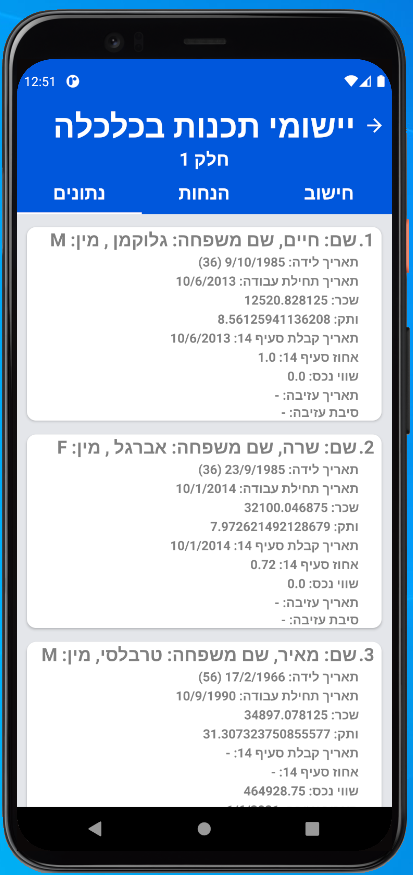 12:51
יישומי תכנות בכלכלה
חלק 1
חישוב הנחות נתונים
1. שם: חיים, שם משפחה: גלוקמן , מין: M
תאריך לידה: 9/10/1985 (36)
תאריך תחילת עבודה: 10/6/2013
שכר: 12520.828125
ותק: 8.56125941136208
תאריך קבלת סעיף 14: 10/6/2013
אחוז סעיף 14: 1.0
שווי נכס: 0.0
תאריך עזיבה: -
סיבת עזיבה: -
2. שם: שרה, שם משפחה: אברגל , מין: F
תאריך לידה: 23/9/1985 (36)
תאריך תחילת עבודה: 10/1/2014
שכר: 32100.046875
ותק: 7.972621492128679
תאריך קבלת סעיף 14: 10/1/2014
אחוז סעיף 14: 0.72
שווי נכס: 0.0
תאריך עזיבה: -
סיבת עזיבה: -
3. שם: מאיר, שם משפחה: טרבלסי, מין: M
תאריך לידה: 17/2/1966 (56)
תאריך תחילת עבודה: 10/9/1990
שכר: 34897.078125
ותק: 31.307323750855577
תאריך קבלת סעיף 14: -
אחוז סעיף 14: -
שווי נכס: 464928.75